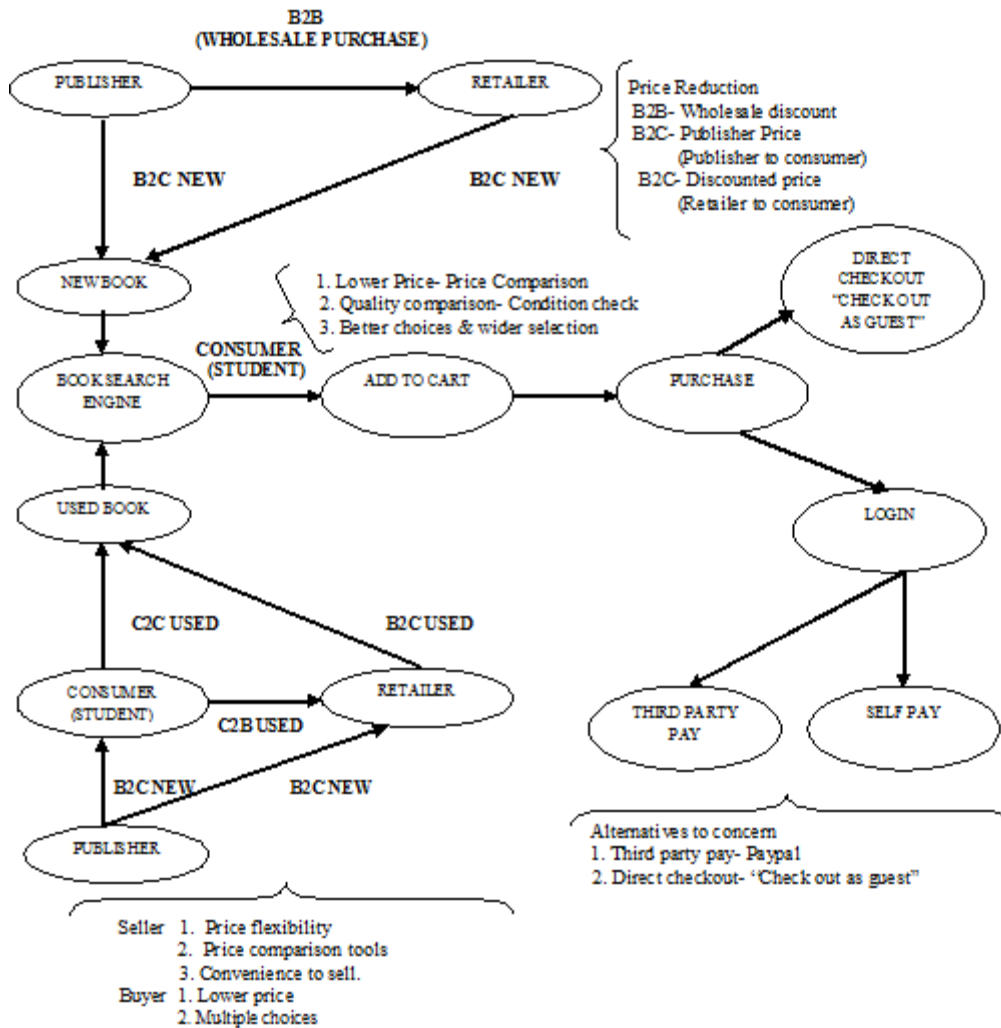 B2B
(WHOLESALE PURCHASE)
PUBLISHER
RETAILER
Price Reduction
B2B- Wholesale discount
B2C- Publisher Price
(Publisher to consumer)
B2C- Discounted price
(Retailer to consumer)
B2C NEW
B2C NEW
NEW BOOK
1. Lower Price- Price Comparison
2. Quality comparison- Condition check
3. Better choices & wider selection
DIRECT
CHECKOUT
“CHECK OUT
AS GUEST”
CONSUMER
(STUDENT)
BOOK SEARCH
ENGINE
ADD TO CART
PURCHASE
USED BOOK
LOGIN
C2C USED
B2C USED
CONSUMER
(STUDENT)
RETAILER
C2B USED
THIRD PARTY
PAY
SELF PAY
B2C NEW
B2C NEW
PUBLISHER
Alternatives to concern
1. Third party pay- Paypal
2. Direct checkout- “Check out as guest”
Seller 1. Price flexibility
2. Price comparison tools
3. Convenience to sell.
Buyer 1. Lower price
2. Multiple choices